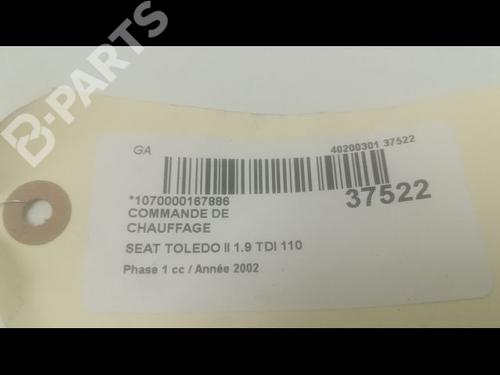 B-PARTS
GA
40200301 37522
*1070000167886
37522
COMMANDE DE
CHAUFFAGE
SEAT TOLEDO II 1.9 TDI 110
Phase 1 cc / Année 2002